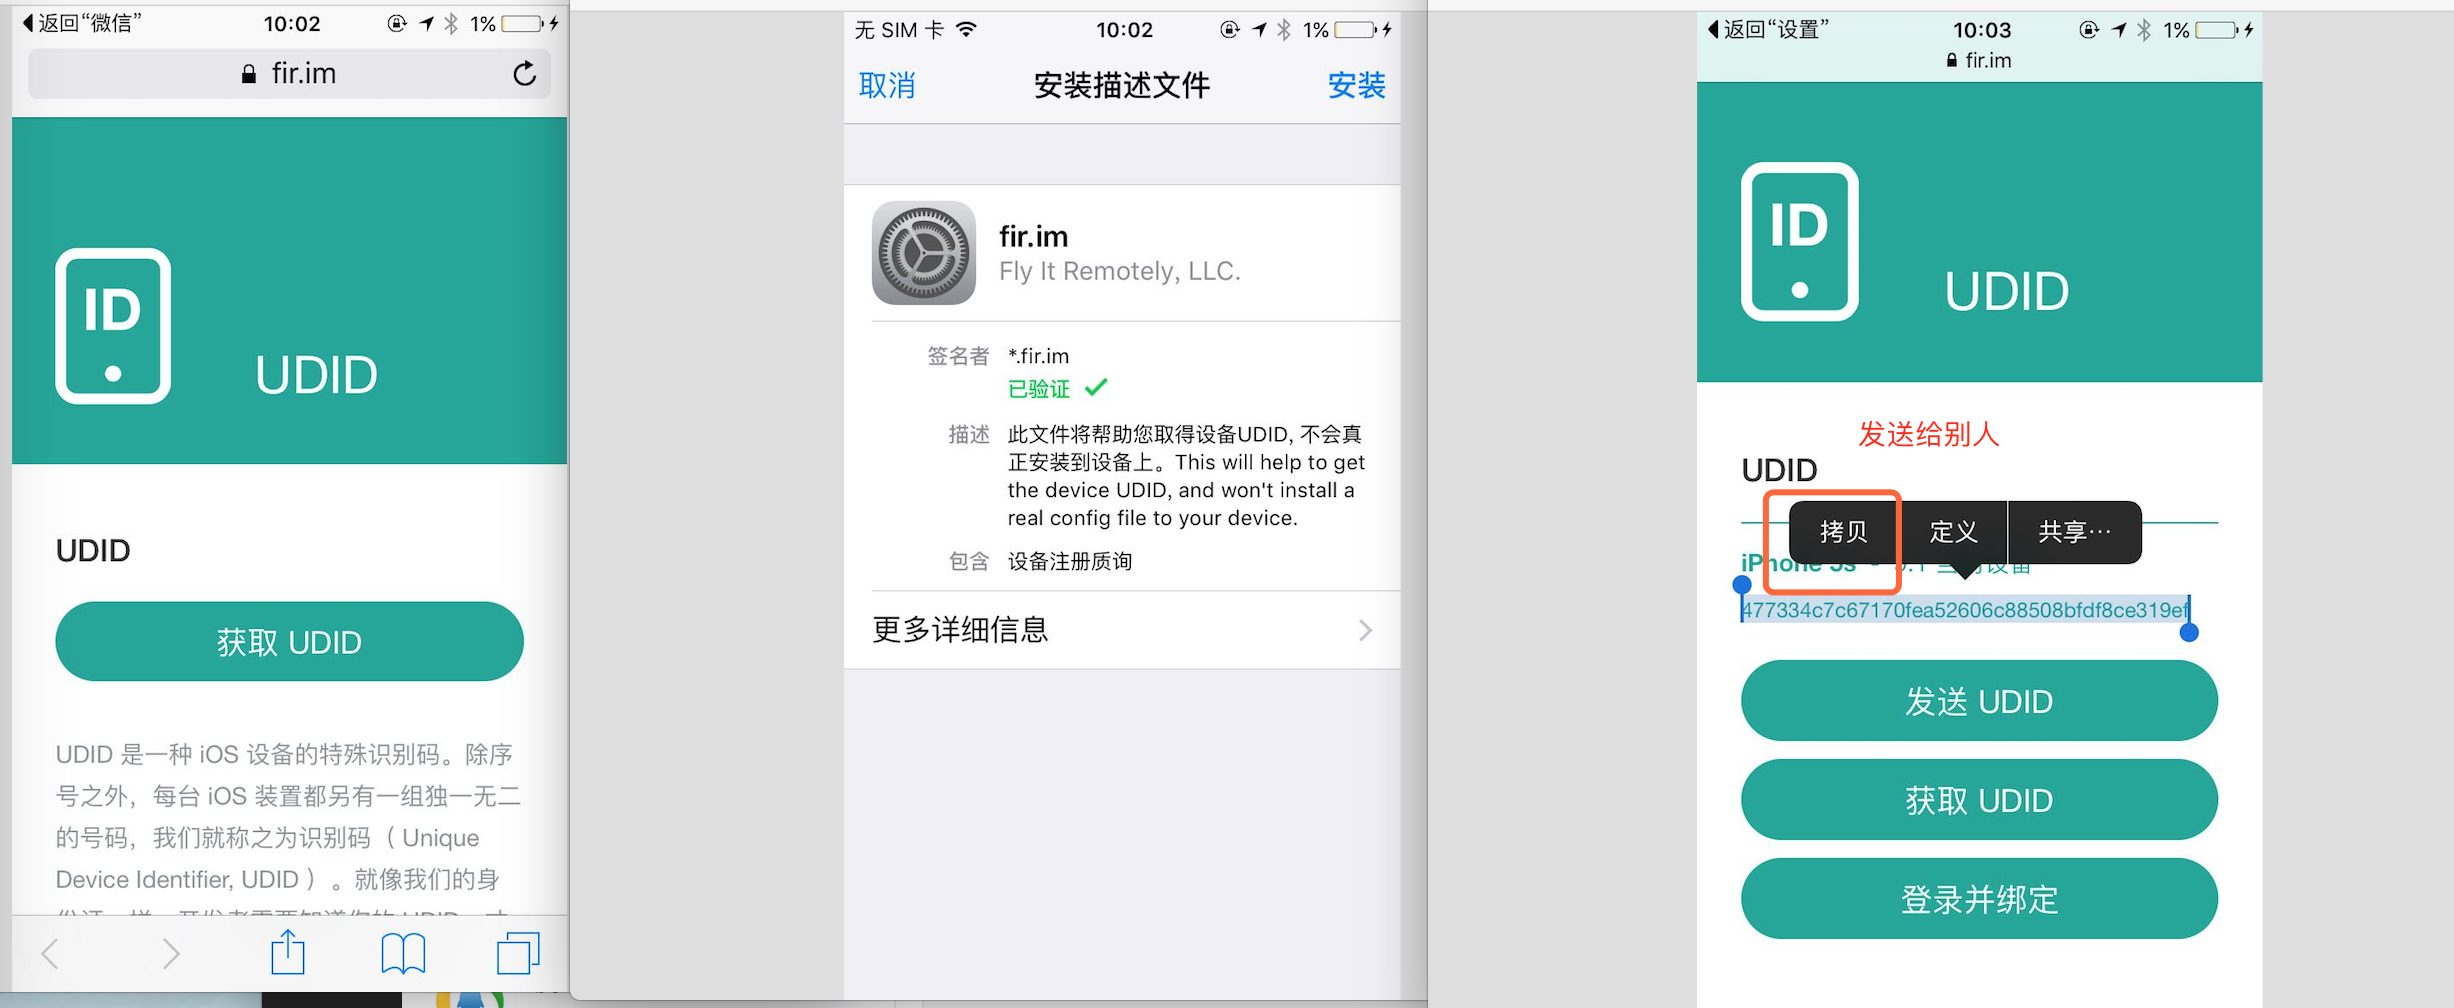 返回“微信”
10:02
1%
fir.im
UDID
UDID
获取 UDID
UDID 是一种 iOS 设备的特殊识别码。除序
号之外，每台 iOS 装置都另有一组独一无二
的号码，我们就称之为识别码（ Unique
Device Identifier, UDID ）。就像我们的身
ID
无 SIM 卡
10:02
1%
取消
安装描述文件
安装
fir.im
Fly It Remotely, LLC.
签名者
*.fir.im
已验证
描述
此文件将帮助您取得设备UDID, 不会真
正安装到设备上。This will help to get
the device UDID, and won't install a
real config file to your device.
包含
设备注册质询
更多详细信息
返回“设置”
10:03
1%
fir.im
ID
UDID
发送给别人
UDID
拷贝
定义
共享…
iPhone 5s
477334c7c67170fea52606c88508bfdf8ce319ef
发送 UDID
获取 UDID
登录并绑定